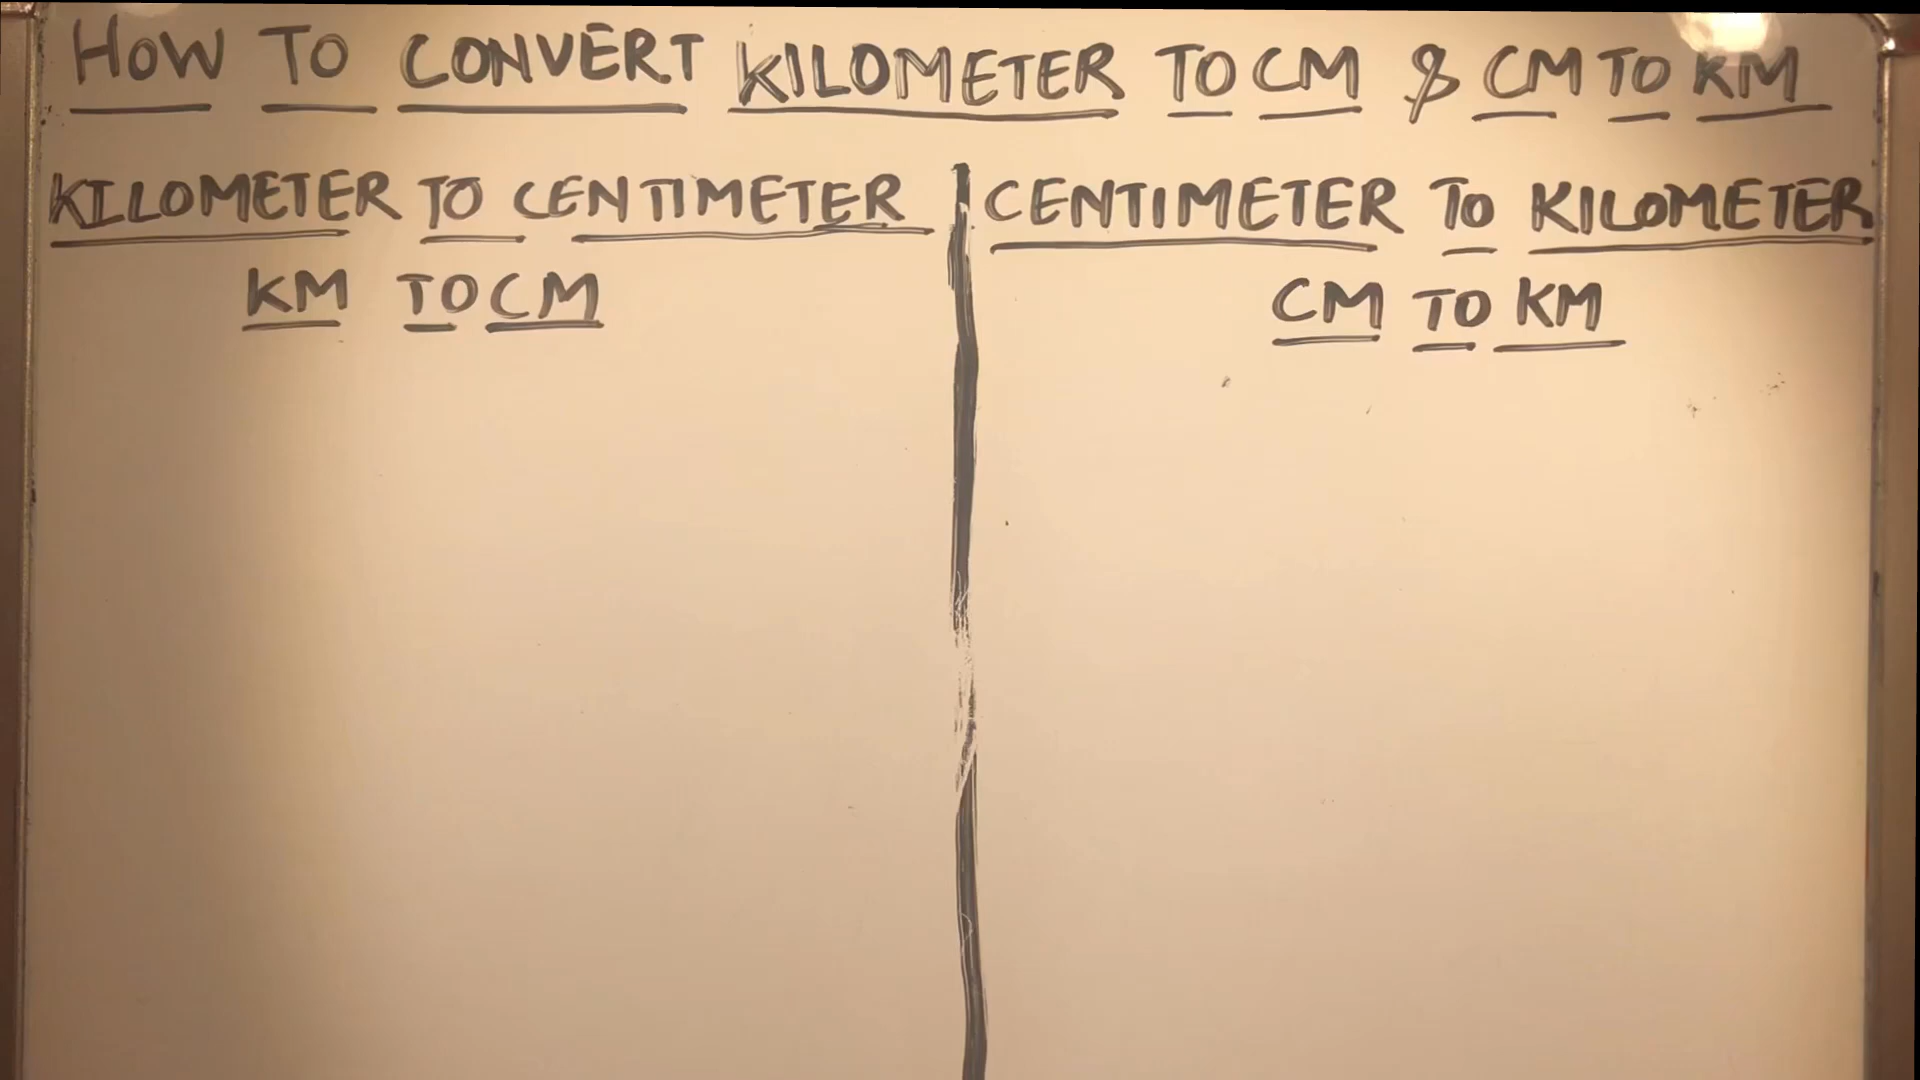 HOW TO CONVERT KILOMETER TO CM & CM TO KM
KILOMETER TO CENTIMETER
KM TO CM
CENTIMETER TO KILOMETER
CM TO KM